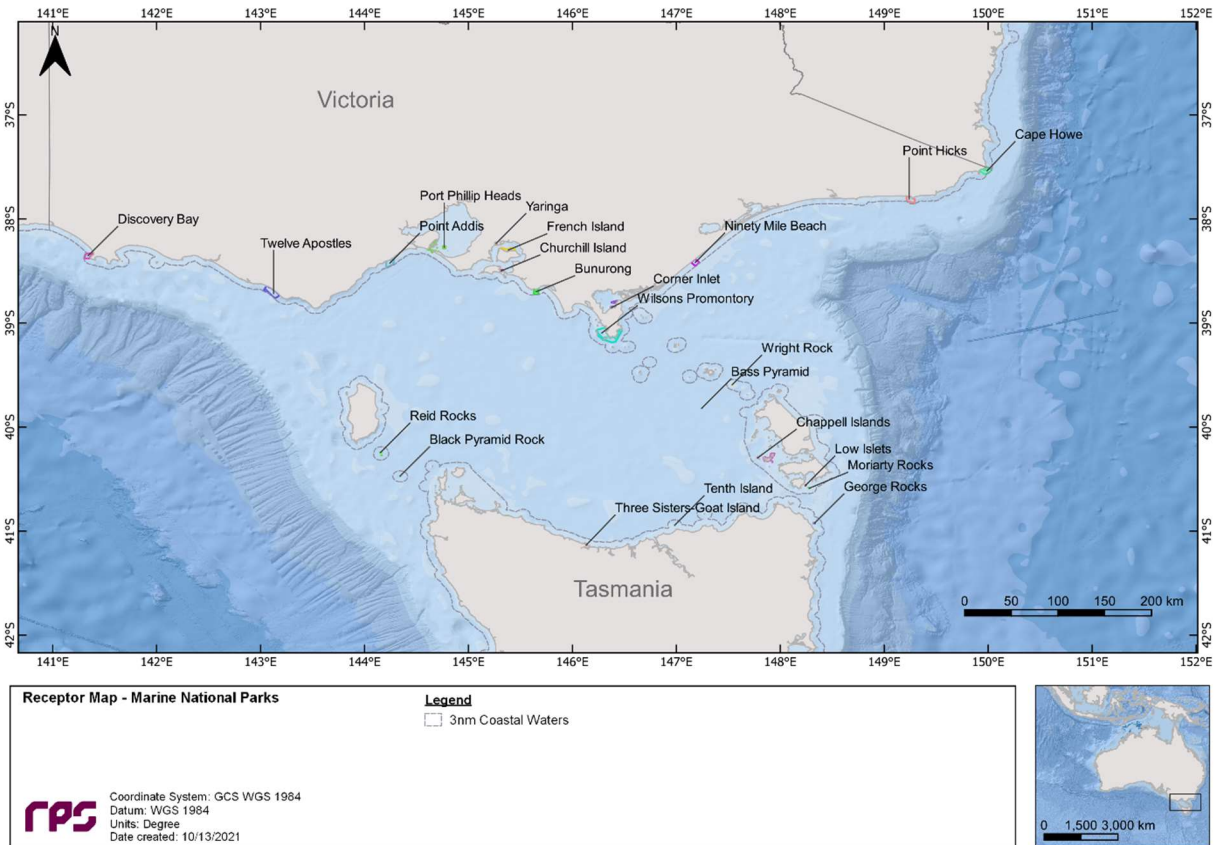 141°E 142°E 143°E 144°E 145°E 146°E 147°E 148°E 149°E 150°E 151°E 152°E
N
Victoria
37°S 37°S
Cape Howe
Point Hicks
Port Phillip Heads
Yaringa
38°S 38°S
Discovery Bay
Point Addis
French Island
Ninety Mile Beach
Twelve Apostles
Churchill Island
Bunurong
Corner Inlet
Wilsons Promontory
39°S 39°S
Wright Rock
Bass Pyramid
40°S 40°S
Reid Rocks
Chappell Islands
Black Pyramid Rock
Low Islets
Moriarty Rocks
George Rocks
Tenth Island
Three Sisters-Goat Island
41°S 41°S
Tasmania
0 50 100 150 200 km
42°S 42°S
141°E 142°E 143°E 144°E 145°E 146°E 147°E 148°E 149°E 150°E 151°E 152°E
Receptor Map - Marine National Parks
Legend
3nm Coastal Waters
rps
Coordinate System: GCS WGS 1984
Datum: WGS 1984
Units: Degree
Date created: 10/13/2021
0 1,500 3,000 km